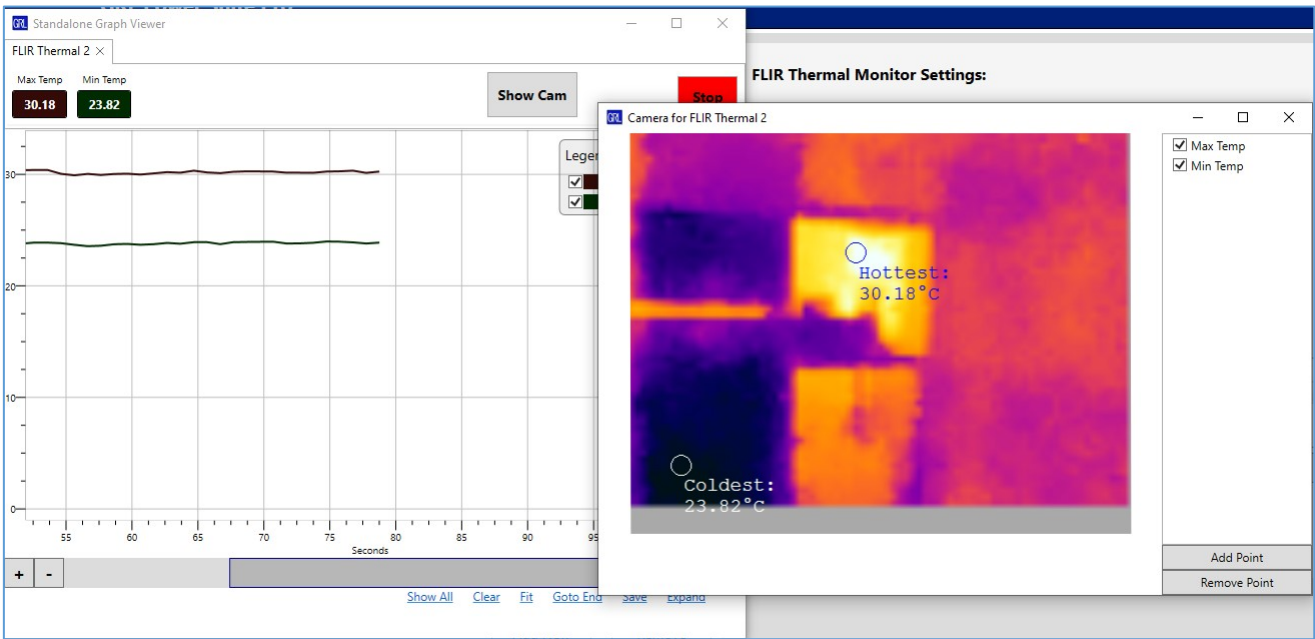 GRL Standalone Graph Viewer
FLIR Thermal 2
Max Temp Min Temp
30.18 23.82
Show Cam
Stop
30
20
10
0
55 60 65 70 75 80 85 90 95
Seconds
+ -
Show All Clear Fit Goto End Save Expand
FLIR Thermal Monitor Settings:
GRL Camera for FLIR Thermal 2
Hottest:
30.18°C
Coldest:
23.82°C
Max Temp
Min Temp
Add Point
Remove Point